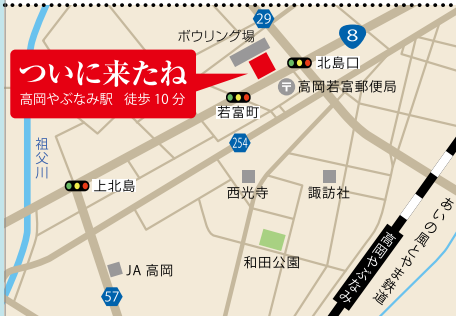 29
8
ボウリング場
北島口
ついに来たね
高岡やぶなみ駅 徒歩10分
高岡若富郵便局
若富町
祖父川
254
上北島
西光寺
諏訪社
あいの風とやま鉄道
高岡やぶなみ
和田公園
JA 高岡
57